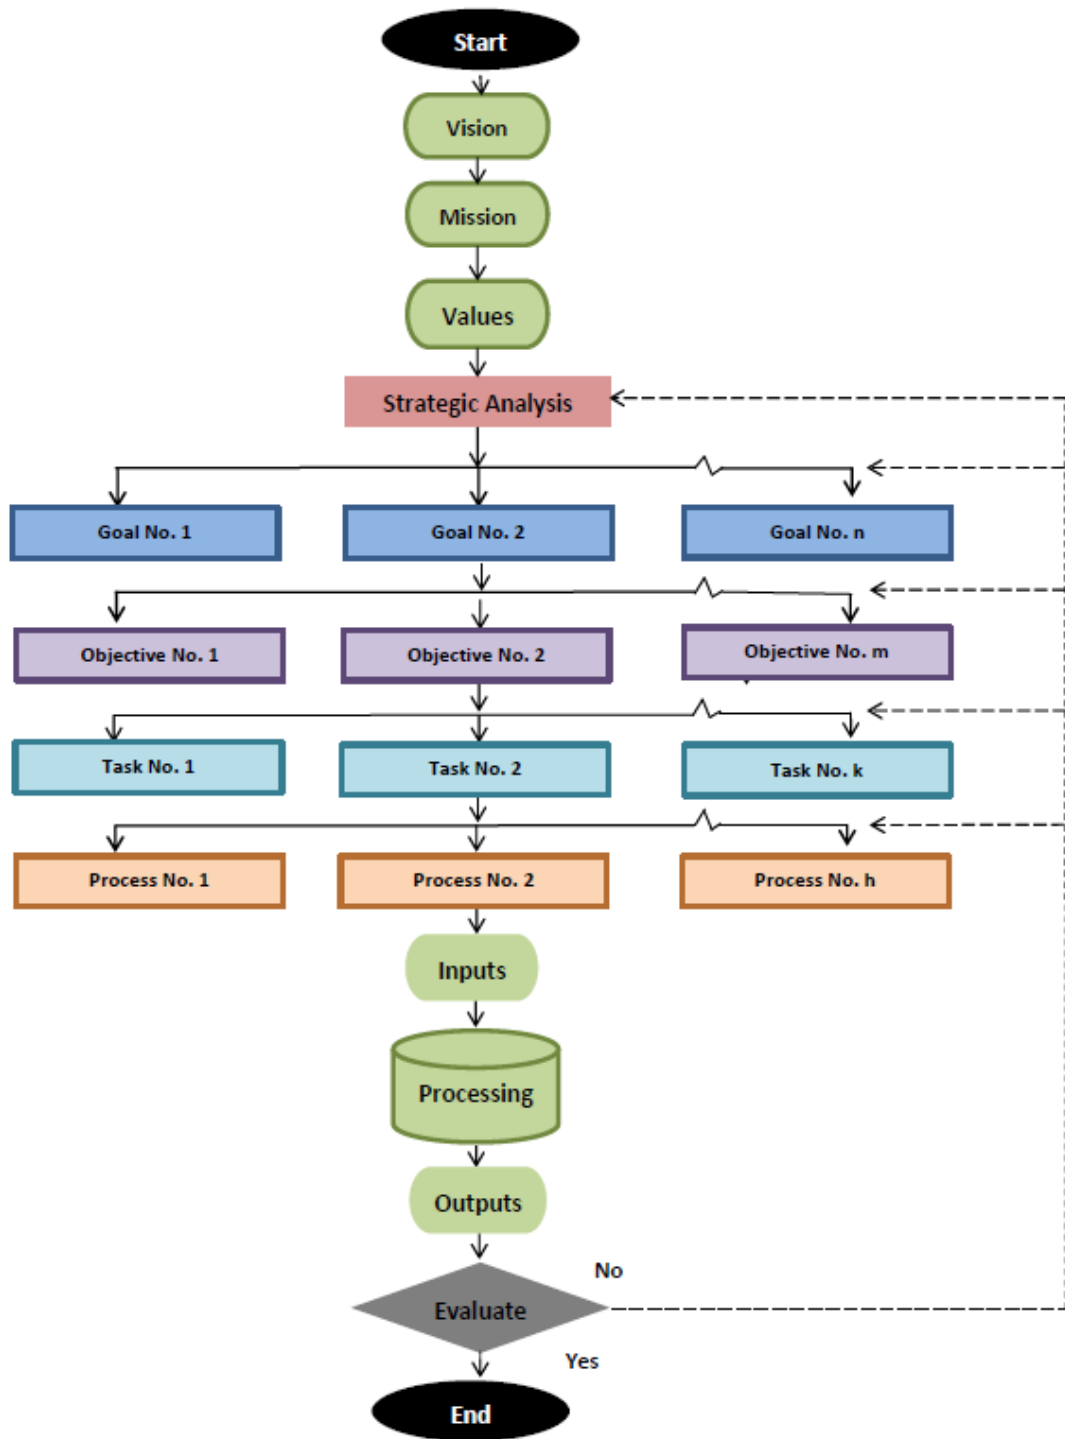 Start
Vision
Mission
Values
Strategic Analysis
Goal No. 1
Goal No. 2
Goal No. n
Objective No. 1
Objective No. 2
Objective No. m
Task No. 1
Task No. 2
Task No. k
Process No. 1
Process No. 2
Process No. h
Inputs
Processing
Outputs
No
Evaluate
Yes
End